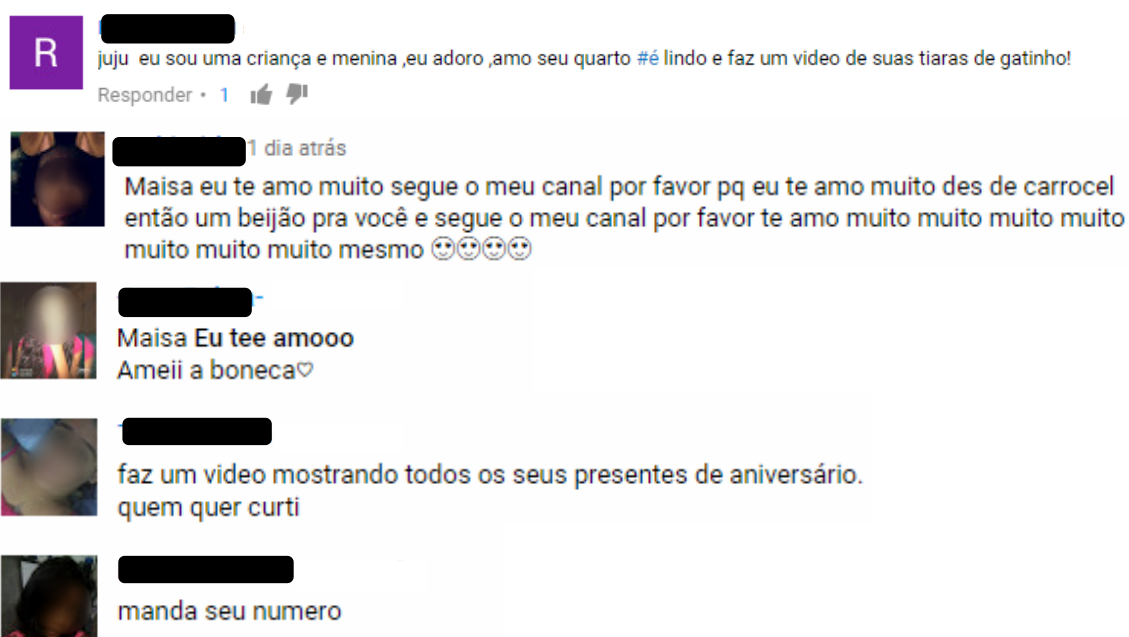 R
juju eu sou uma criança e menina ,eu adoro ,amo seu quarto #é lindo e faz um video de suas tiaras de gatinho!
Responder • 1
1 dia atrás
Maisa eu te amo muito segue o meu canal por favor pq eu te amo muito des de carrocel
então um beijão pra você e segue o meu canal por favor te amo muito muito muito muito
muito muito muito mesmo 😍😍😍😍
Maisa Eu tee amooo
Ameii a boneca♡
faz um video mostrando todos os seus presentes de aniversário.
quem quer curti
manda seu numero